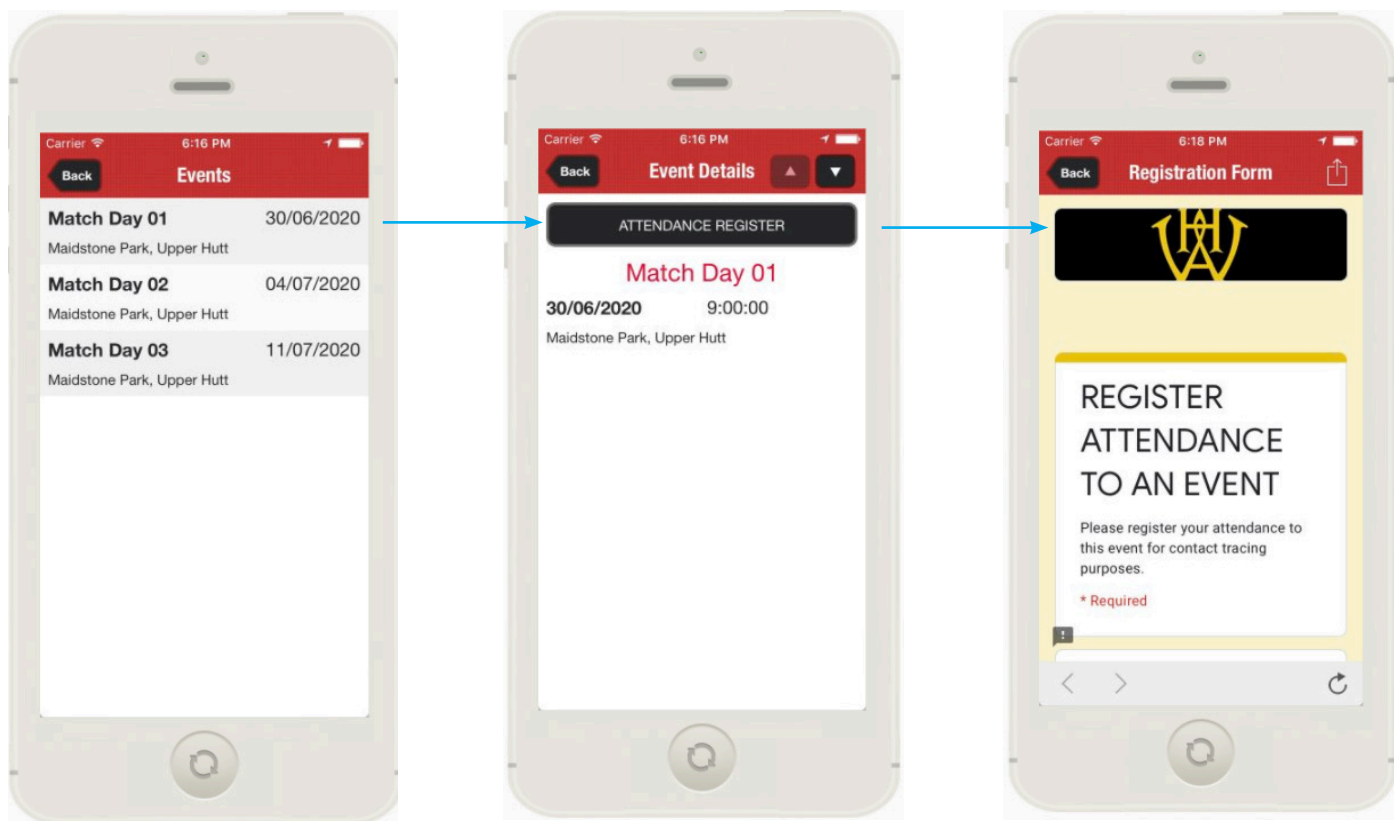 Carrier 6:16 PM
Back Events
Match Day 01 30/06/2020
Maidstone Park, Upper Hutt
Match Day 02 04/07/2020
Maidstone Park, Upper Hutt
Match Day 03 11/07/2020
Maidstone Park, Upper Hutt
Carrier 6:16 PM
Back Event Details
ATTENDANCE REGISTER
Match Day 01
30/06/2020 9:00:00
Maidstone Park, Upper Hutt
Carrier 6:18 PM
Back Registration Form
REGISTER
ATTENDANCE
TO AN EVENT
Please register your attendance to
this event for contact tracing
purposes.
* Required